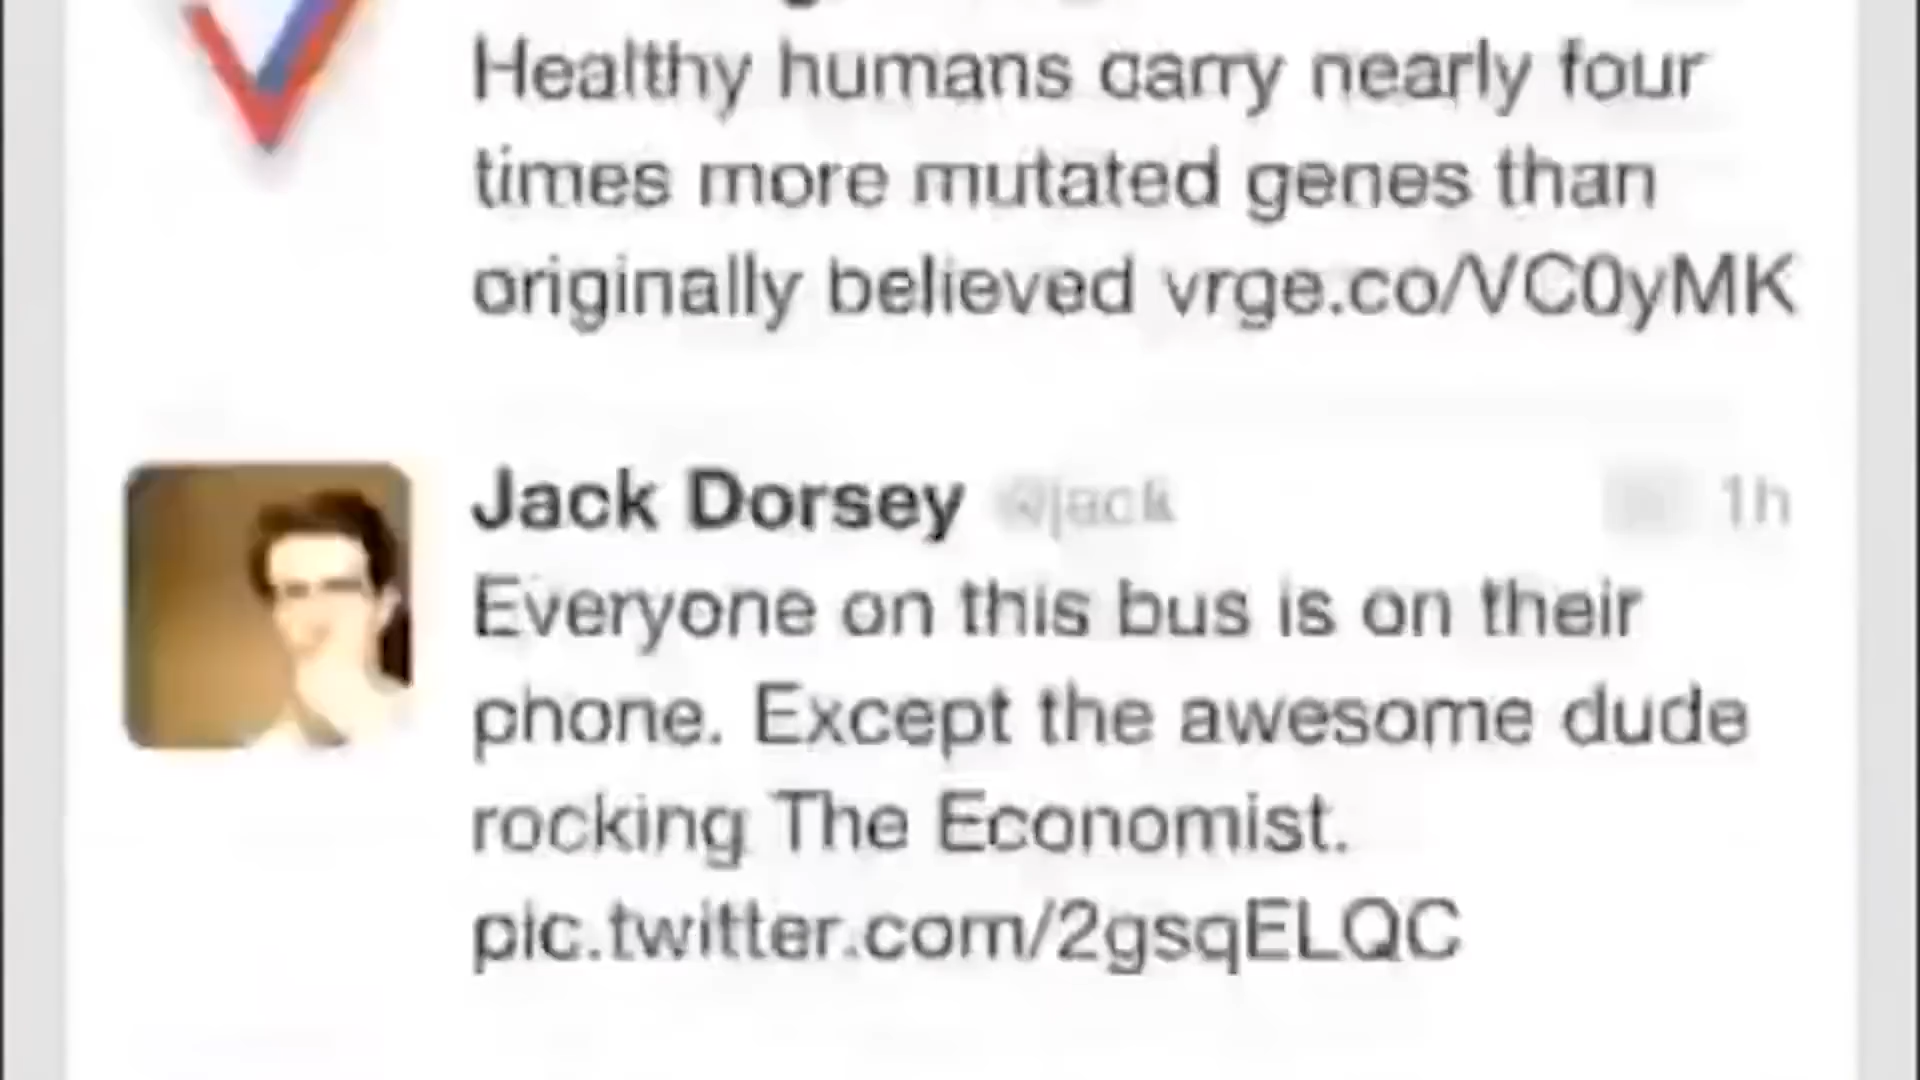 Healthy humans carry nearly four
times more mutated genes than
originally believed vrge.co/VC0yMK
Jack Dorsey @jack 1h
Everyone on this bus is on their
phone. Except the awesome dude
rocking The Economist.
pic.twitter.com/2gsqELQC